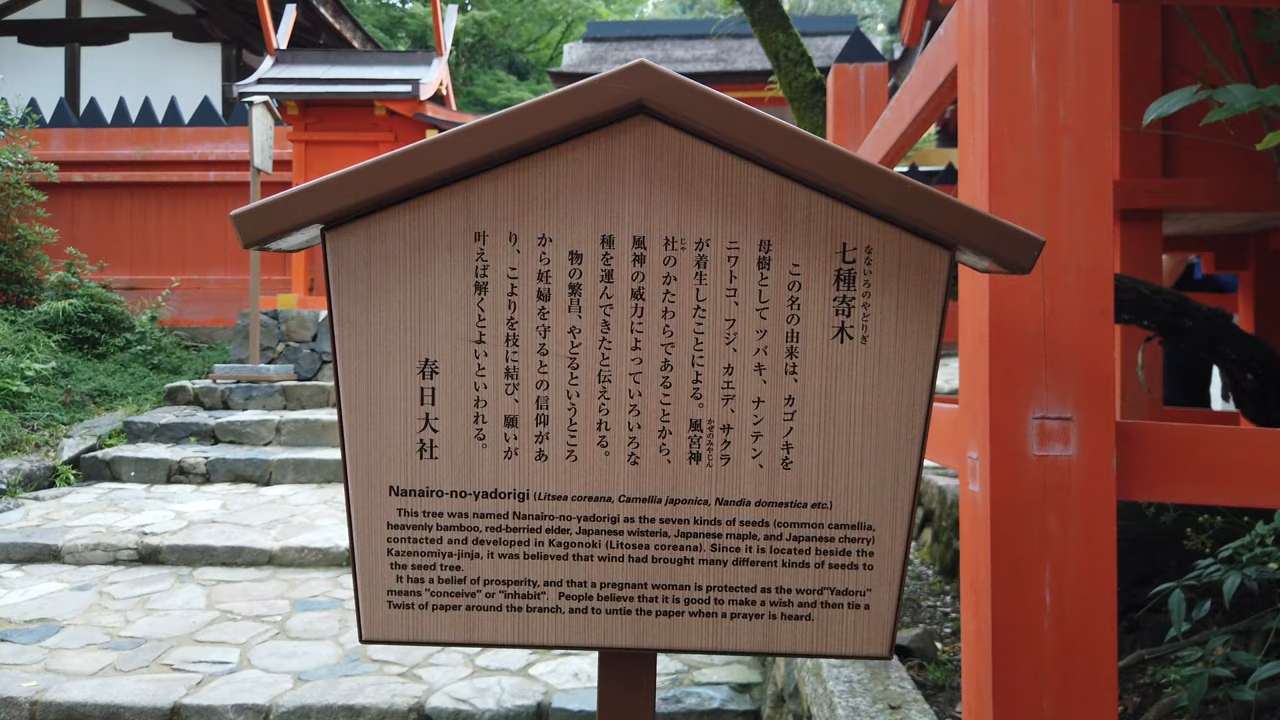 七種寄木
なないろのやどりぎ
この名の由来は、カゴノキを
母樹としてツバキ、ナンテン、
ニワトコ、フジ、カエデ、サクラ
が着生したことによる。風宮神
かぜのみやじん
社のかたわらであることから、
じゃ
風神の威力によっていろいろな
種を運んできたと伝えられる。
物の繁昌、やどるというところ
から妊婦を守るとの信仰があ
り、こよりを枝に結び、願いが
叶えば解くとよいといわれる。
春日大社
Nanairo-no-yadorigi (Litsea coreana, Camellia japonica, Nandia domestica etc.)
This tree was named Nanairo-no-yadorigi as the seven kinds of seeds (common camellia,
heavenly bamboo, red-berried elder, Japanese wisteria, Japanese maple, and Japanese cherry)
contacted and developed in Kagonoki (Litosea coreana). Since it is located beside the
Kazenomiya-jinja, it was believed that wind had brought many different kinds of seeds to
the seed tree.
It has a belief of prosperity, and that a pregnant woman is protected as the word"Yadoru"
means "conceive" or "inhabit". People believe that it is good to make a wish and then tie a
Twist of paper around the branch, and to untie the paper when a prayer is heard.